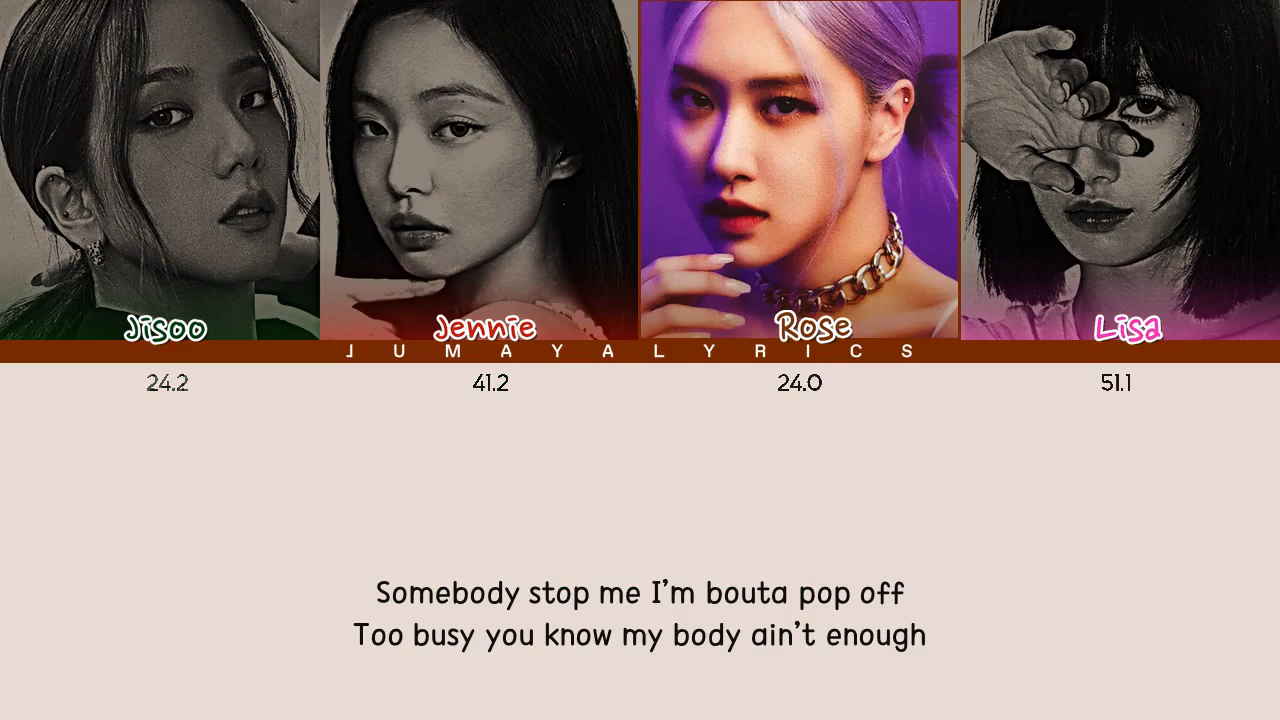 Jisoo Jennie Rose Lisa
JUMAYALYRICS
24.2 41.2 24.0 51.1
Somebody stop me I'm bouta pop off
Too busy you know my body ain't enough